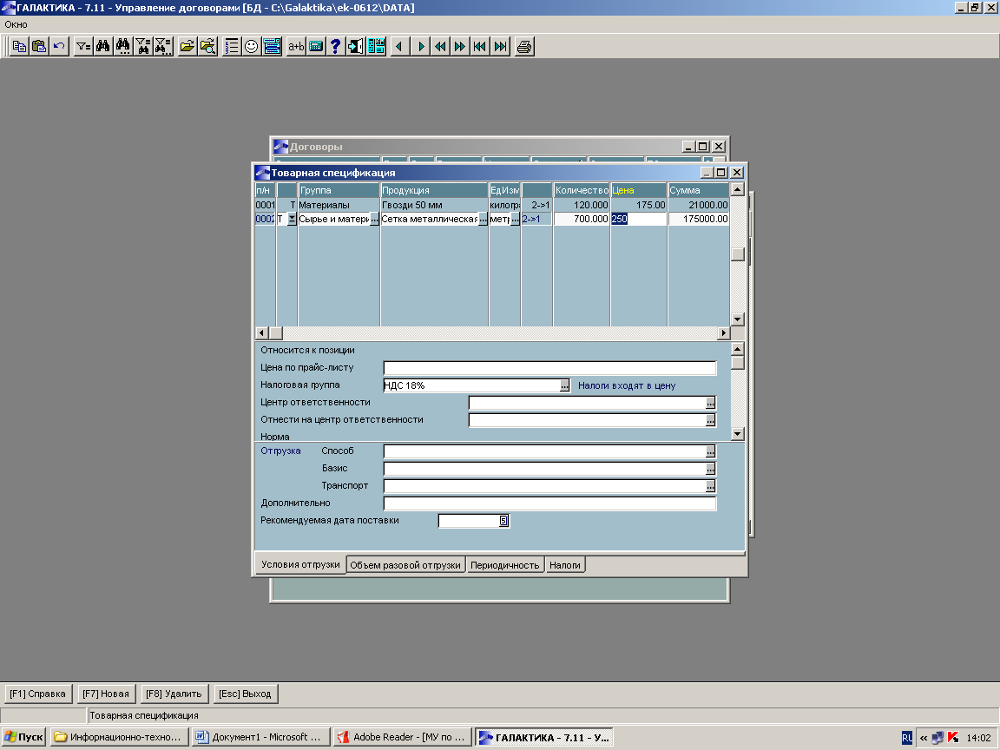 ГАЛАКТИКА - 7.11 - Управление договорами [БД - C:\Galaktika\ek-0612\DATA]
Окно
a+b
Договоры
Товарная спецификация
п/н Группа Продукция ЕдИзм Количество Цена Сумма
0001 Т Материалы Гвозди 50 мм килогр 2->1 120.000 175.00 21000.00
0002 Т Сырье и матери ... Сетка металлическая ... метр ... 2->1 700.000 250 175000.00
Относится к позиции
Цена по прайс-листу
Налоговая группа НДС 18% ... Налоги входят в цену
Центр ответственности ...
Отнести на центр ответственности ...
Норма
Отгрузка Способ ...
Базис ...
Транспорт ...
Дополнительно
Рекомендуемая дата поставки 5
Условия отгрузки Объем разовой отгрузки Периодичность Налоги
[F1] Справка [F7] Новая [F8] Удалить [Esc] Выход
Товарная спецификация
Пуск Информационно-техно... Документ1 - Microsoft ... Adobe Reader - [МУ по ... ГАЛАКТИКА - 7.11 - У... RU « 14:02